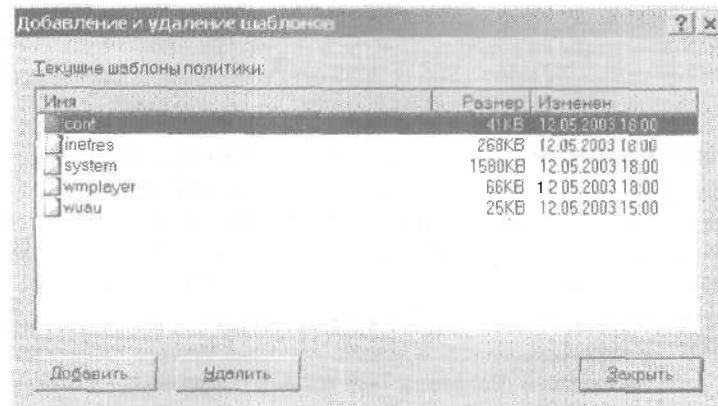 Добавление и удаление шаблонов ? ×
Текущие шаблоны политики:
Имя Размер Изменен
conf 41KB 12.05.2003 18:00
inetres 268KB 12.05.2003 18:00
system 1580KB 12.05.2003 18:00
wmplayer 66KB 12 05.2003 18:00
wuau 25KB 12.05.2003 15:00
Добавить... Удалить Закрыть